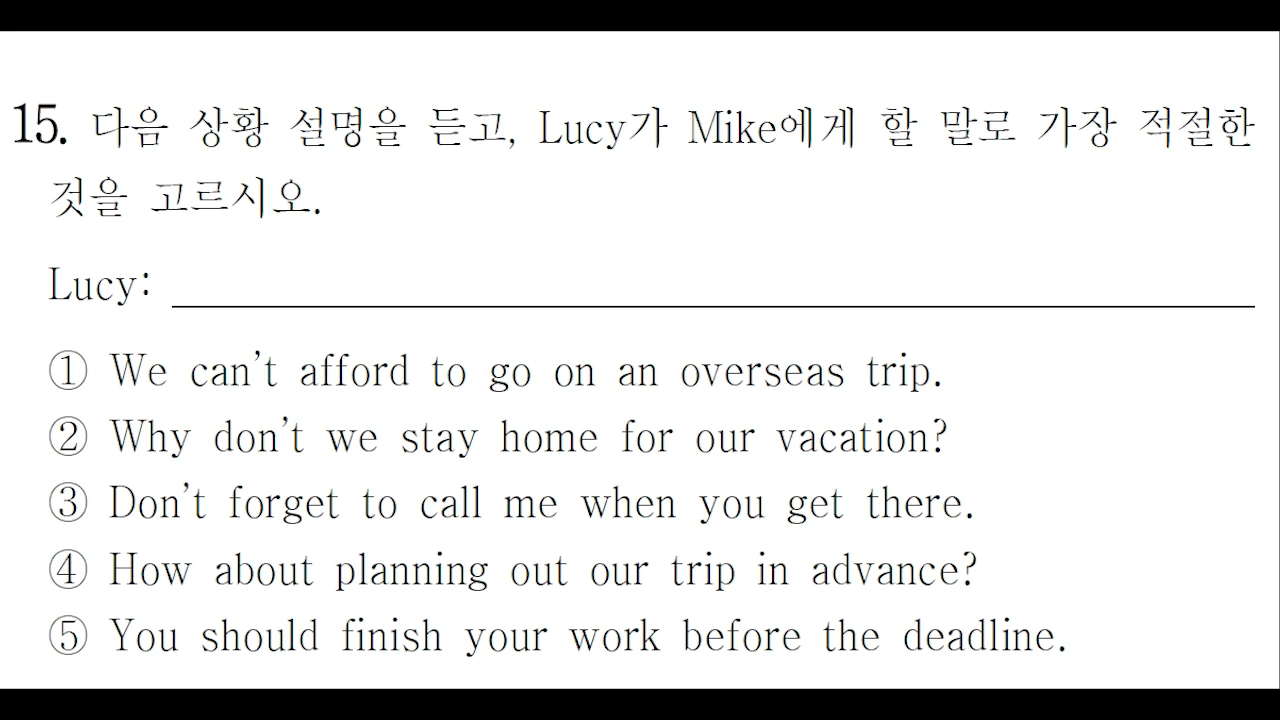 15. 다음 상황 설명을 듣고, Lucy가 Mike에게 할 말로 가장 적절한
것을 고르시오.
Lucy:
① We can't afford to go on an overseas trip.
② Why don't we stay home for our vacation?
③ Don't forget to call me when you get there.
④ How about planning out our trip in advance?
⑤ You should finish your work before the deadline.